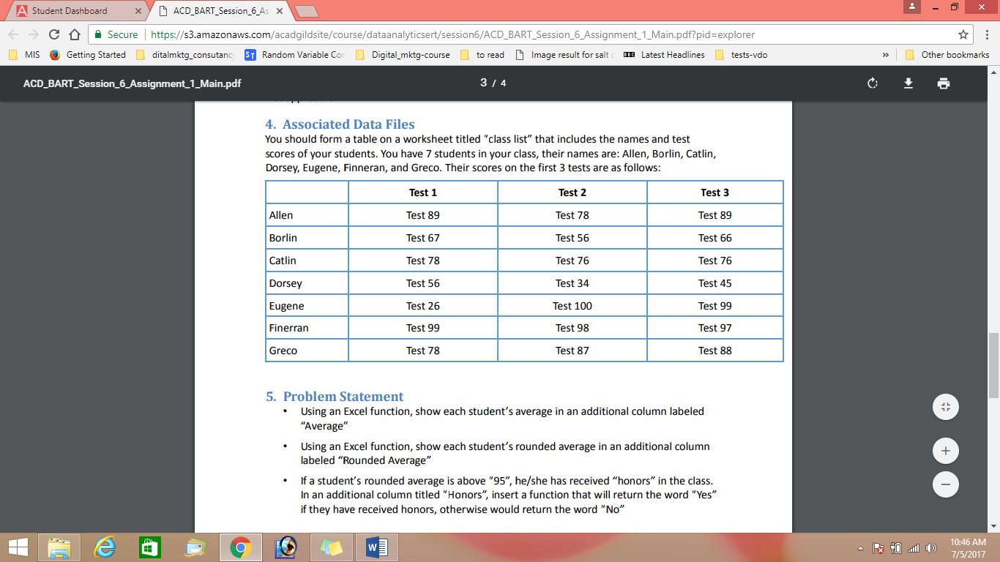 Student Dashboard
ACD_BART_Session_6_As
Secure https://s3.amazonaws.com/acadgildsite/course/dataanalyticsert/session6/ACD_BART_Session_6_Assignment_1_Main.pdf?pid=explorer
MIS Getting Started ditalmktg_consutanc ST Random Variable Cor Digital_mktg-course to read Image result for salt BBC Latest Headlines tests-vdo » Other bookmarks
ACD_BART_Session_6_Assignment_1_Main.pdf 3 / 4
4. Associated Data Files
You should form a table on a worksheet titled “class list” that includes the names and test
scores of your students. You have 7 students in your class, their names are: Allen, Borlin, Catlin,
Dorsey, Eugene, Finneran, and Greco. Their scores on the first 3 tests are as follows:
Test 1 Test 2 Test 3
Allen Test 89 Test 78 Test 89
Borlin Test 67 Test 56 Test 66
Catlin Test 78 Test 76 Test 76
Dorsey Test 56 Test 34 Test 45
Eugene Test 26 Test 100 Test 99
Finerran Test 99 Test 98 Test 97
Greco Test 78 Test 87 Test 88
5. Problem Statement
• Using an Excel function, show each student’s average in an additional column labeled
“Average”
• Using an Excel function, show each student’s rounded average in an additional column
labeled “Rounded Average”
• If a student’s rounded average is above “95”, he/she has received “honors” in the class.
In an additional column titled “Honors”, insert a function that will return the word “Yes”
if they have received honors, otherwise would return the word “No”
10:46 AM
7/5/2017